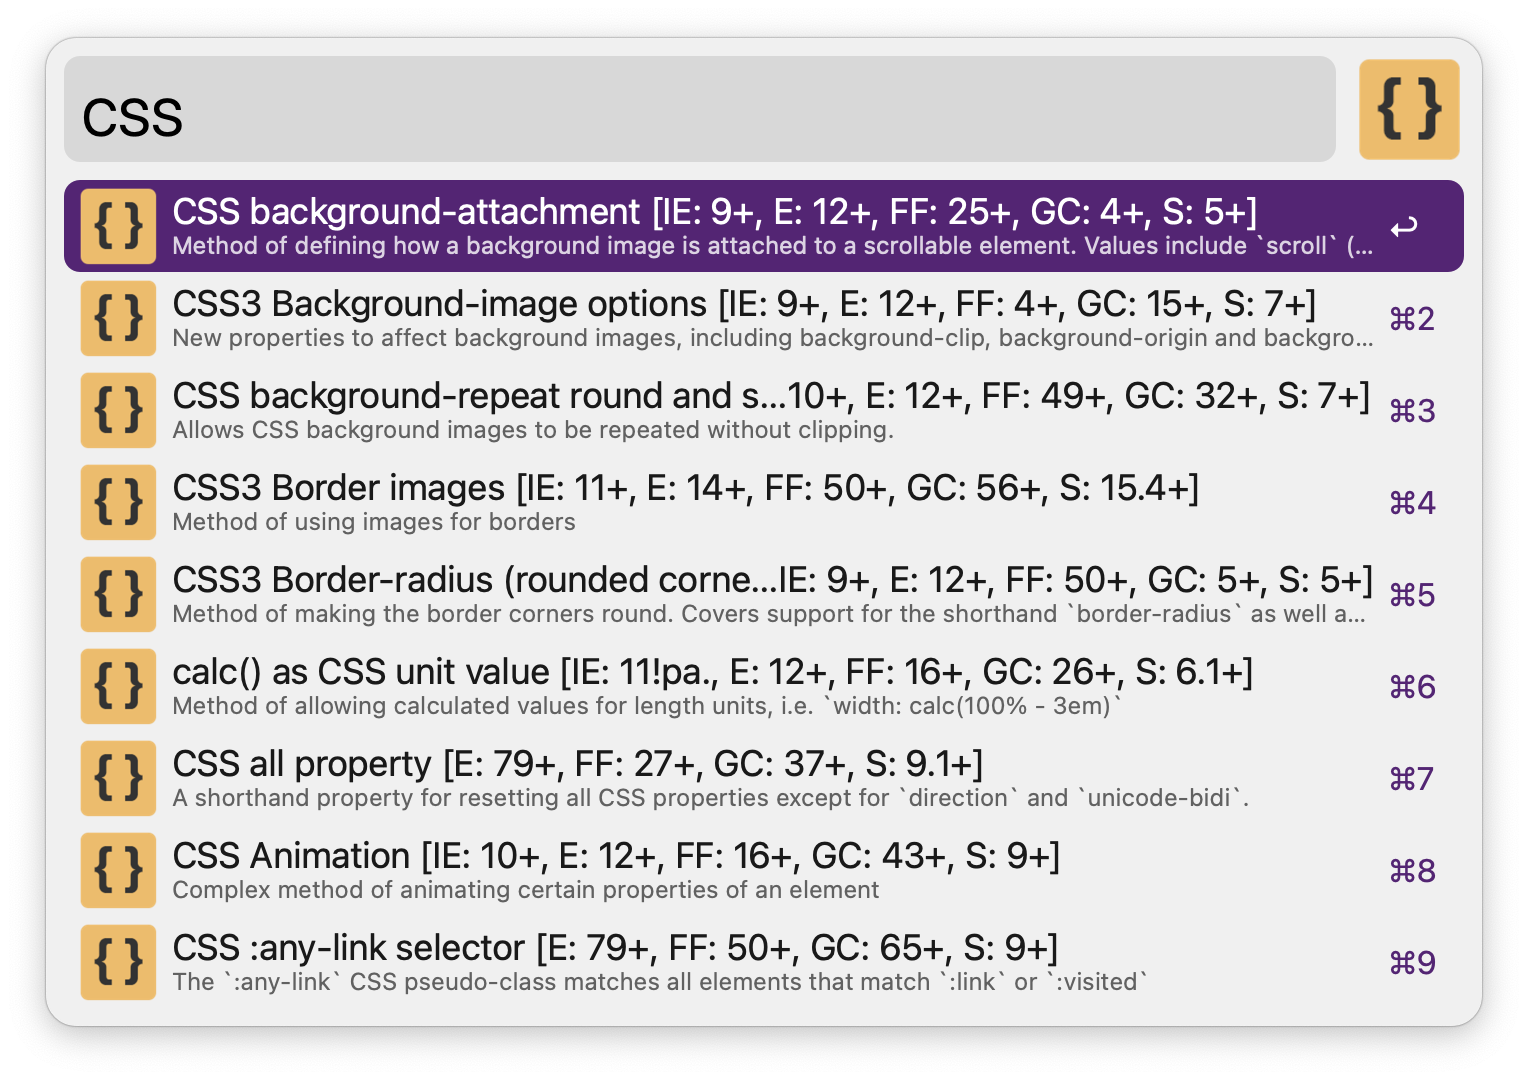 CSS
{}
{}
CSS background-attachment [IE: 9+, E: 12+, FF: 25+, GC: 4+, S: 5+]
Method of defining how a background image is attached to a scrollable element. Values include `scroll` (...
↩
{}
CSS3 Background-image options [IE: 9+, E: 12+, FF: 4+, GC: 15+, S: 7+]
New properties to affect background images, including background-clip, background-origin and backgro...
⌘2
{}
CSS background-repeat round and s...10+, E: 12+, FF: 49+, GC: 32+, S: 7+]
Allows CSS background images to be repeated without clipping.
⌘3
{}
CSS3 Border images [IE: 11+, E: 14+, FF: 50+, GC: 56+, S: 15.4+]
Method of using images for borders
⌘4
{}
CSS3 Border-radius (rounded corne...IE: 9+, E: 12+, FF: 50+, GC: 5+, S: 5+]
Method of making the border corners round. Covers support for the shorthand `border-radius` as well a...
⌘5
{}
calc() as CSS unit value [IE: 11!pa., E: 12+, FF: 16+, GC: 26+, S: 6.1+]
Method of allowing calculated values for length units, i.e. `width: calc(100% - 3em)`
⌘6
{}
CSS all property [E: 79+, FF: 27+, GC: 37+, S: 9.1+]
A shorthand property for resetting all CSS properties except for `direction` and `unicode-bidi`.
⌘7
{}
CSS Animation [IE: 10+, E: 12+, FF: 16+, GC: 43+, S: 9+]
Complex method of animating certain properties of an element
⌘8
{}
CSS :any-link selector [E: 79+, FF: 50+, GC: 65+, S: 9+]
The `:any-link` CSS pseudo-class matches all elements that match `:link` or `:visited`
⌘9